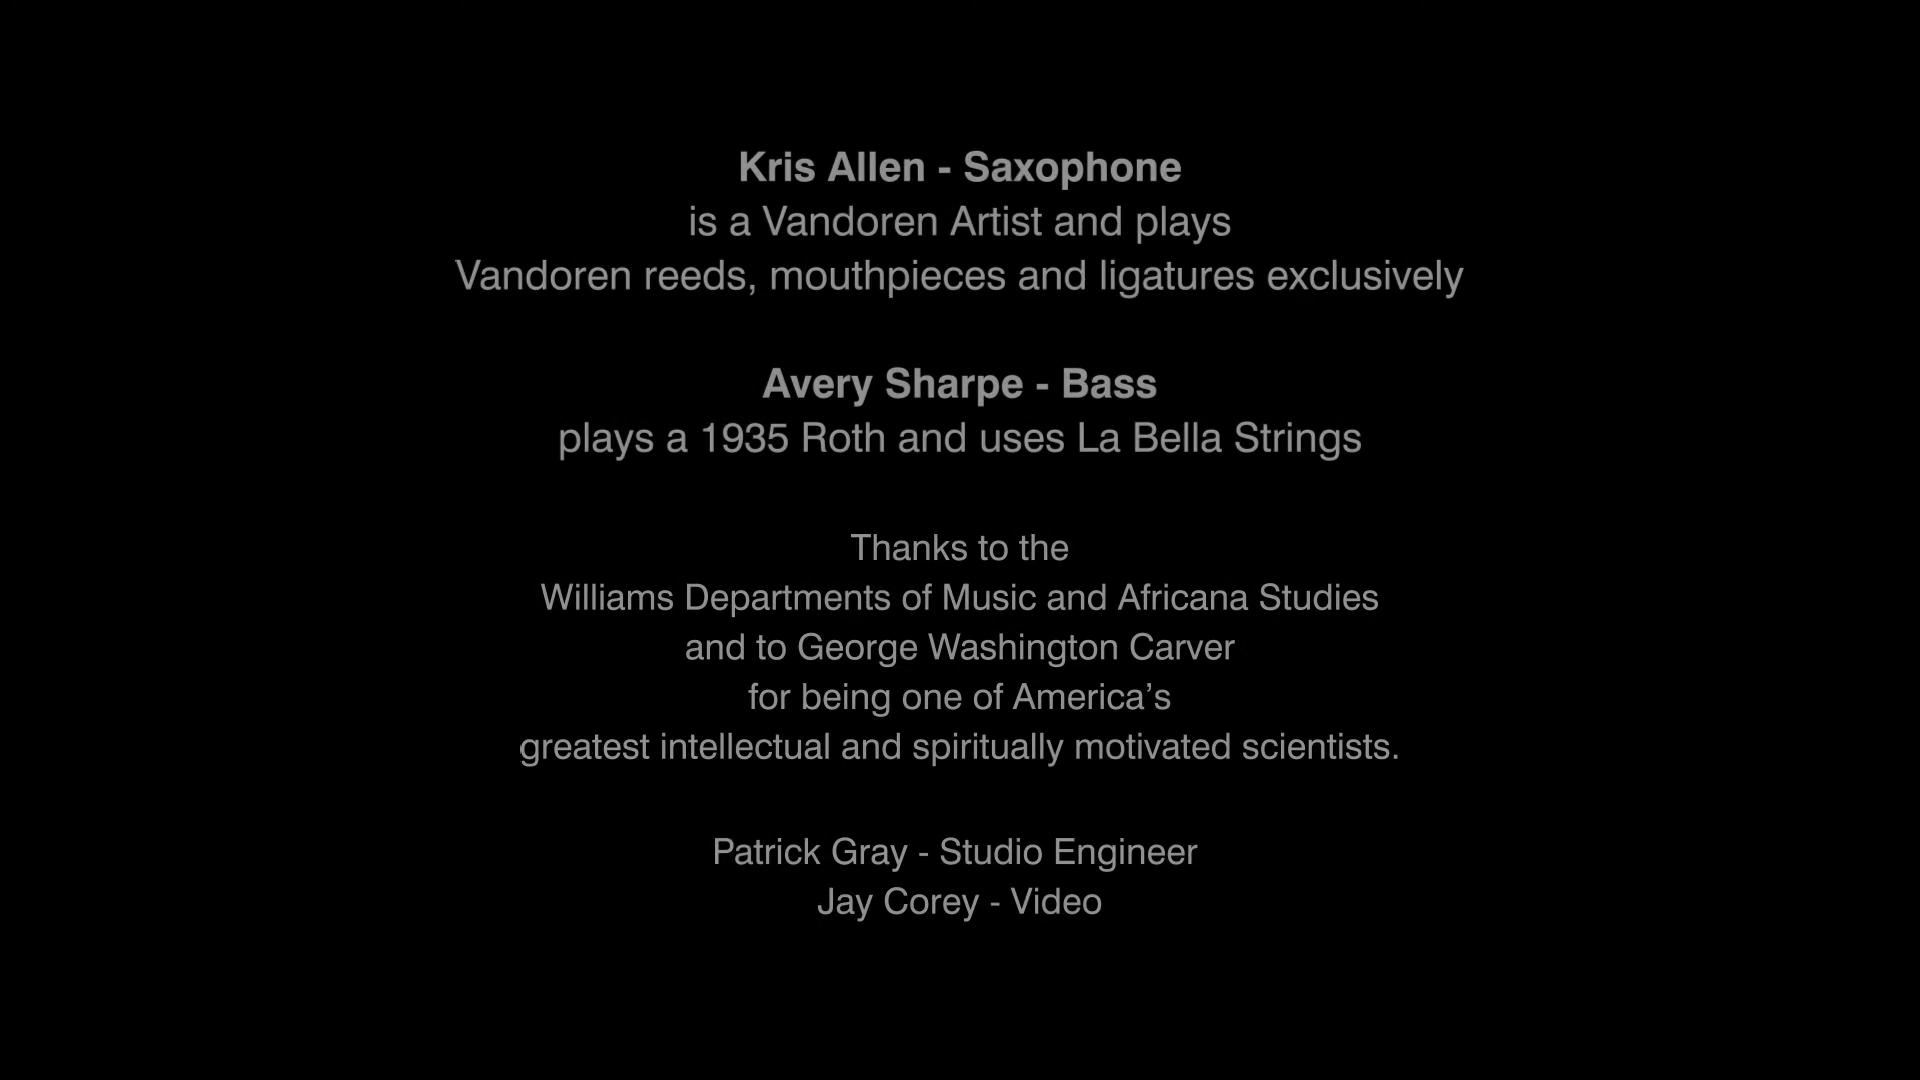 Kris Allen - Saxophone
is a Vandoren Artist and plays
Vandoren reeds, mouthpieces and ligatures exclusively
Avery Sharpe - Bass
plays a 1935 Roth and uses La Bella Strings
Thanks to the
Williams Departments of Music and Africana Studies
and to George Washington Carver
for being one of America’s
greatest intellectual and spiritually motivated scientists.
Patrick Gray - Studio Engineer
Jay Corey - Video